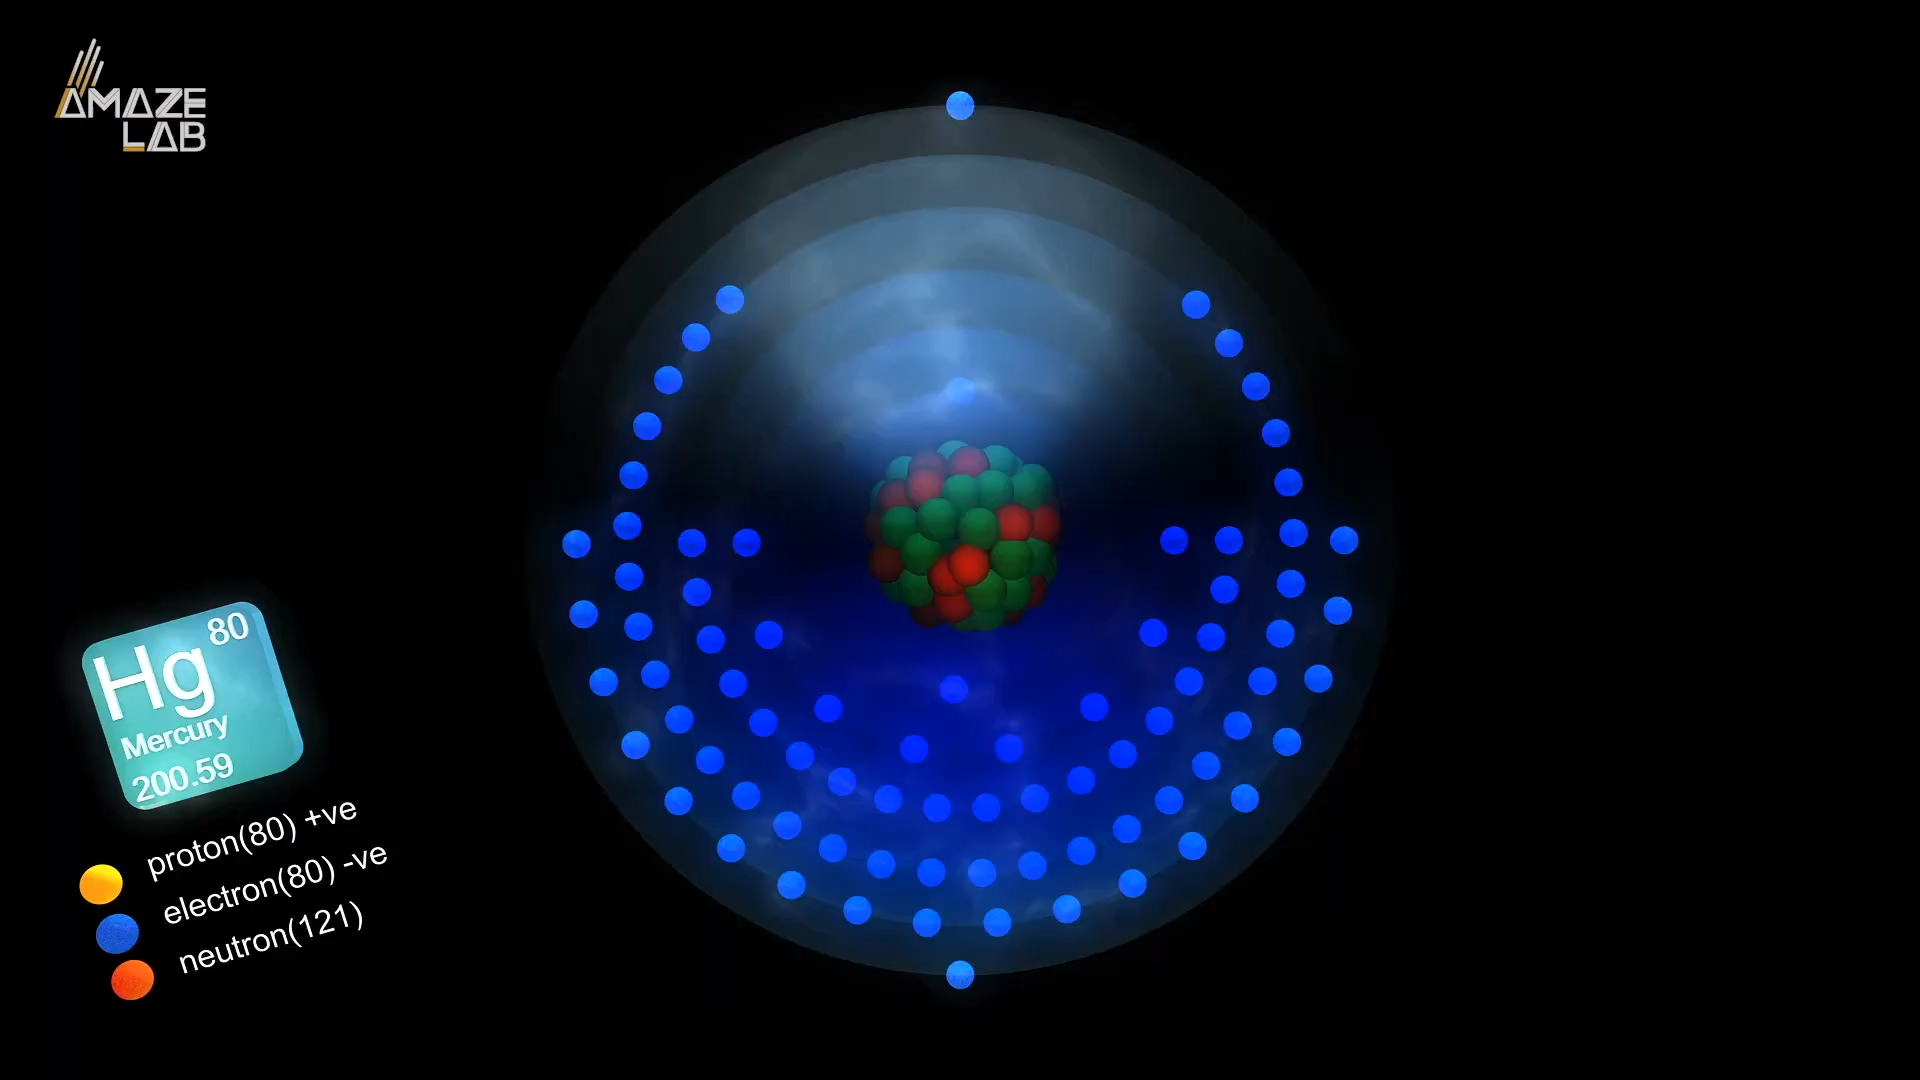 AMAZE
LAB
80
Hg
Mercury
200.59
proton(80) +ve
electron(80) -ve
neutron(121)